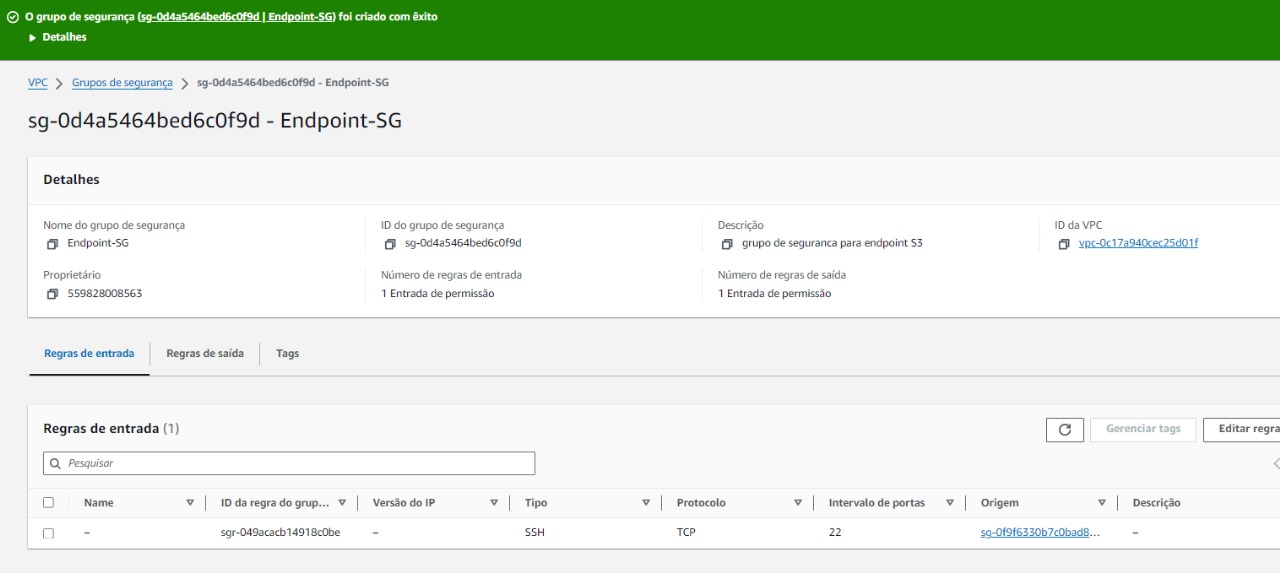 O grupo de segurança (sg-0d4a5464bed6c0f9d | Endpoint-SG) foi criado com êxito
Detalhes
VPC > Grupos de segurança > sg-0d4a5464bed6c0f9d - Endpoint-SG
sg-0d4a5464bed6c0f9d - Endpoint-SG
Detalhes
Nome do grupo de segurança ID do grupo de segurança Descrição ID da VPC
Endpoint-SG sg-0d4a5464bed6c0f9d grupo de seguranca para endpoint S3 vpc-0c17a940cec25d01f
Proprietário Número de regras de entrada Número de regras de saída
559828008563 1 Entrada de permissão 1 Entrada de permissão
Regras de entrada Regras de saída Tags
Regras de entrada (1) Gerenciar tags Editar regra
Pesquisar
Name ID da regra do grup... Versão do IP Tipo Protocolo Intervalo de portas Origem Descrição
– sgr-049acacb14918c0be – SSH TCP 22 sg-0f9f6330b7c0bad8... –